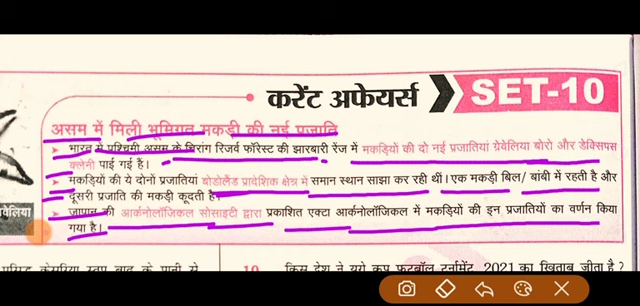 करेंट अफेयर्स SET-10
असम में मिली भूमिगत मकड़ी की नई प्रजाति
➤ भारत में पश्चिमी असम के चिरांग रिजर्व फॉरेस्ट की झारबारी रेंज में मकड़ियों की दो नई प्रजातियां ग्रेवेलिया बोरो और डेक्सिपस
क्लेनी पाई गई है।
➤ मकड़ियों की ये दोनों प्रजातियां बोडोलैंड प्रादेशिक क्षेत्र में समान स्थान साझा कर रही थीं। एक मकड़ी बिल/ बांबी में रहती है और
दूसरी प्रजाति की मकड़ी कूदती है।
➤ जापान की आर्कनोलॉजिकल सोसाइटी द्वारा प्रकाशित एक्टा आर्कनोलॉजिकल में मकड़ियों की इन प्रजातियों का वर्णन किया
गया है।
वेलिया
10 किस देश ने यूरो कप फुटबॉल टूर्नामेंट, 2021 का खिताब जीता है?